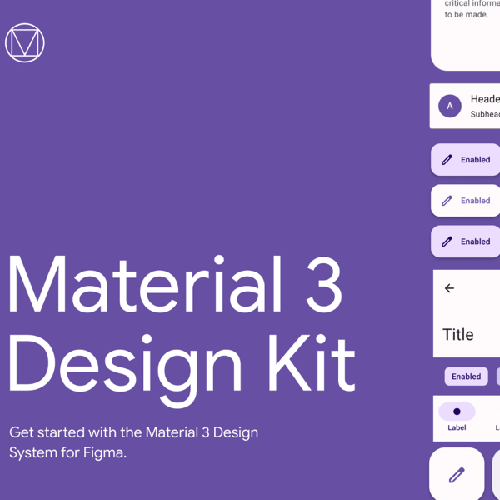 critical informa
to be made.
A
Heade
Subhead
Enabled
Enabled
Enabled
Material 3
Design Kit
Title
Enabled
Get started with the Material 3 Design
System for Figma.
Label
L